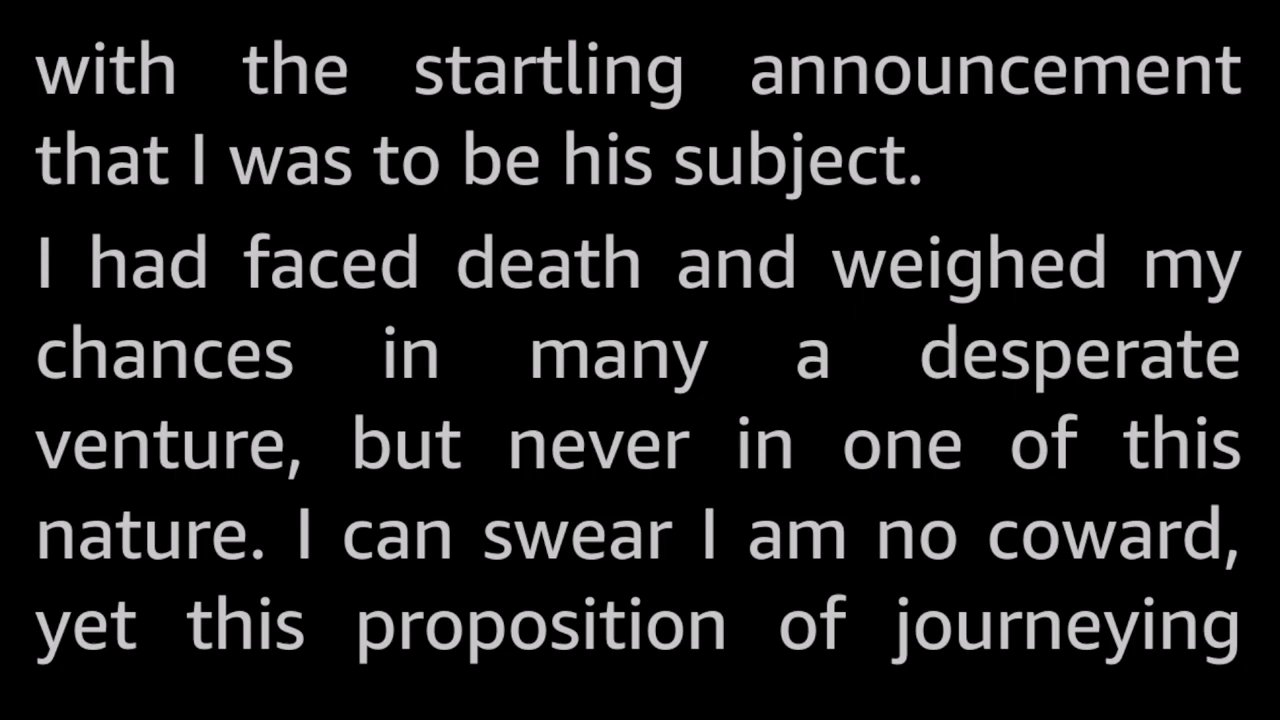 with the startling announcement
that I was to be his subject.
I had faced death and weighed my
chances in many a desperate
venture, but never in one of this
nature. I can swear I am no coward,
yet this proposition of journeying